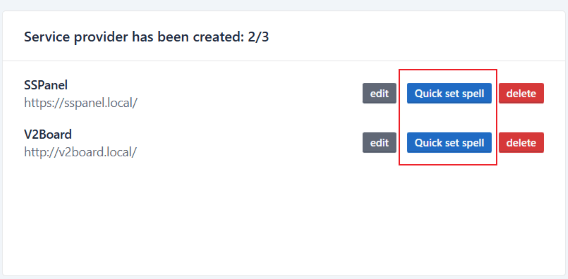 Service provider has been created: 2/3
SSPanel
https://sspanel.local/
edit Quick set spell delete
V2Board
http://v2board.local/
edit Quick set spell delete